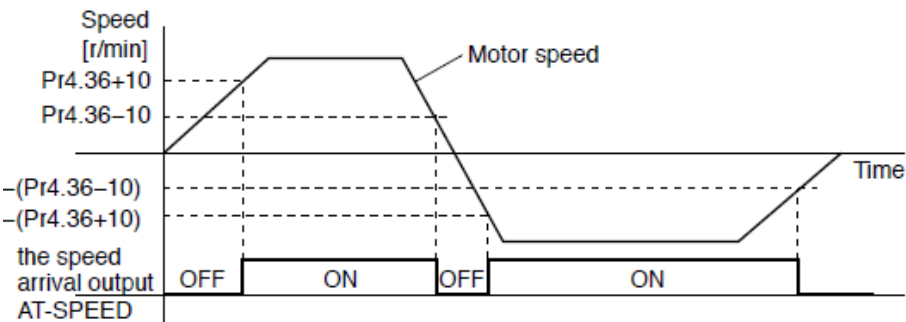 Speed
[r/min]
Motor speed
Pr4.36+10
Pr4.36−10
Time
−(Pr4.36−10)
−(Pr4.36+10)
the speed
arrival output
OFF ON OFF ON
AT-SPEED